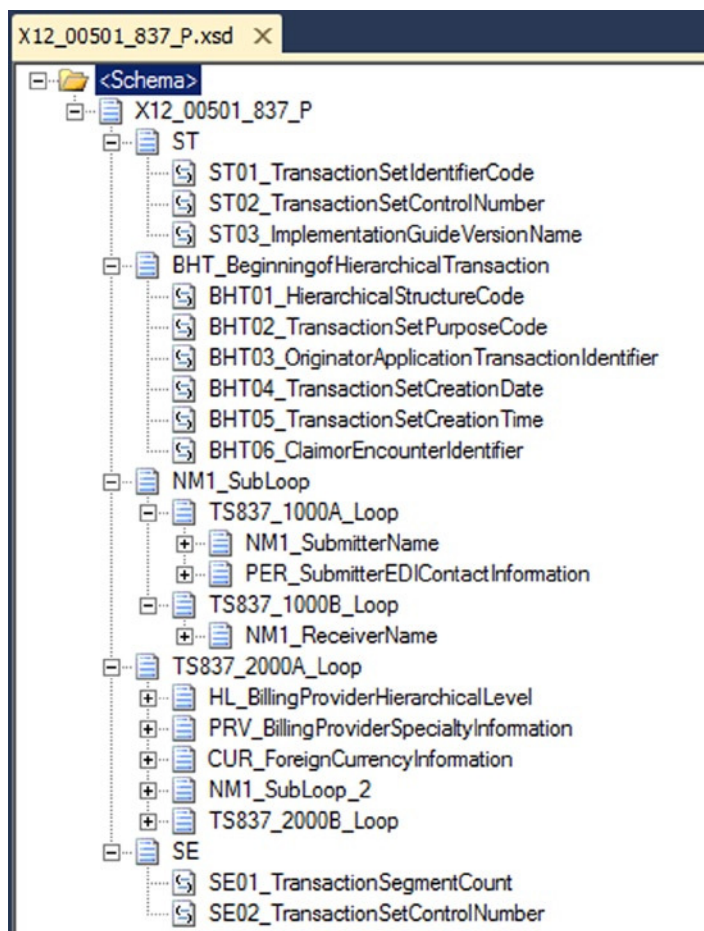 X12_00501_837_P.xsd
<Schema>
X12_00501_837_P
ST
ST01_TransactionSetIdentifierCode
ST02_TransactionSetControlNumber
ST03_ImplementationGuideVersionName
BHT_BeginningofHierarchicalTransaction
BHT01_HierarchicalStructureCode
BHT02_TransactionSetPurposeCode
BHT03_OriginatorApplicationTransactionIdentifier
BHT04_TransactionSetCreationDate
BHT05_TransactionSetCreationTime
BHT06_ClaimorEncounterIdentifier
NM1_SubLoop
TS837_1000A_Loop
NM1_SubmitterName
PER_SubmitterEDIContactInformation
TS837_1000B_Loop
NM1_ReceiverName
TS837_2000A_Loop
HL_BillingProviderHierarchicalLevel
PRV_BillingProviderSpecialtyInformation
CUR_ForeignCurrencyInformation
NM1_SubLoop_2
TS837_2000B_Loop
SE
SE01_TransactionSegmentCount
SE02_TransactionSetControlNumber